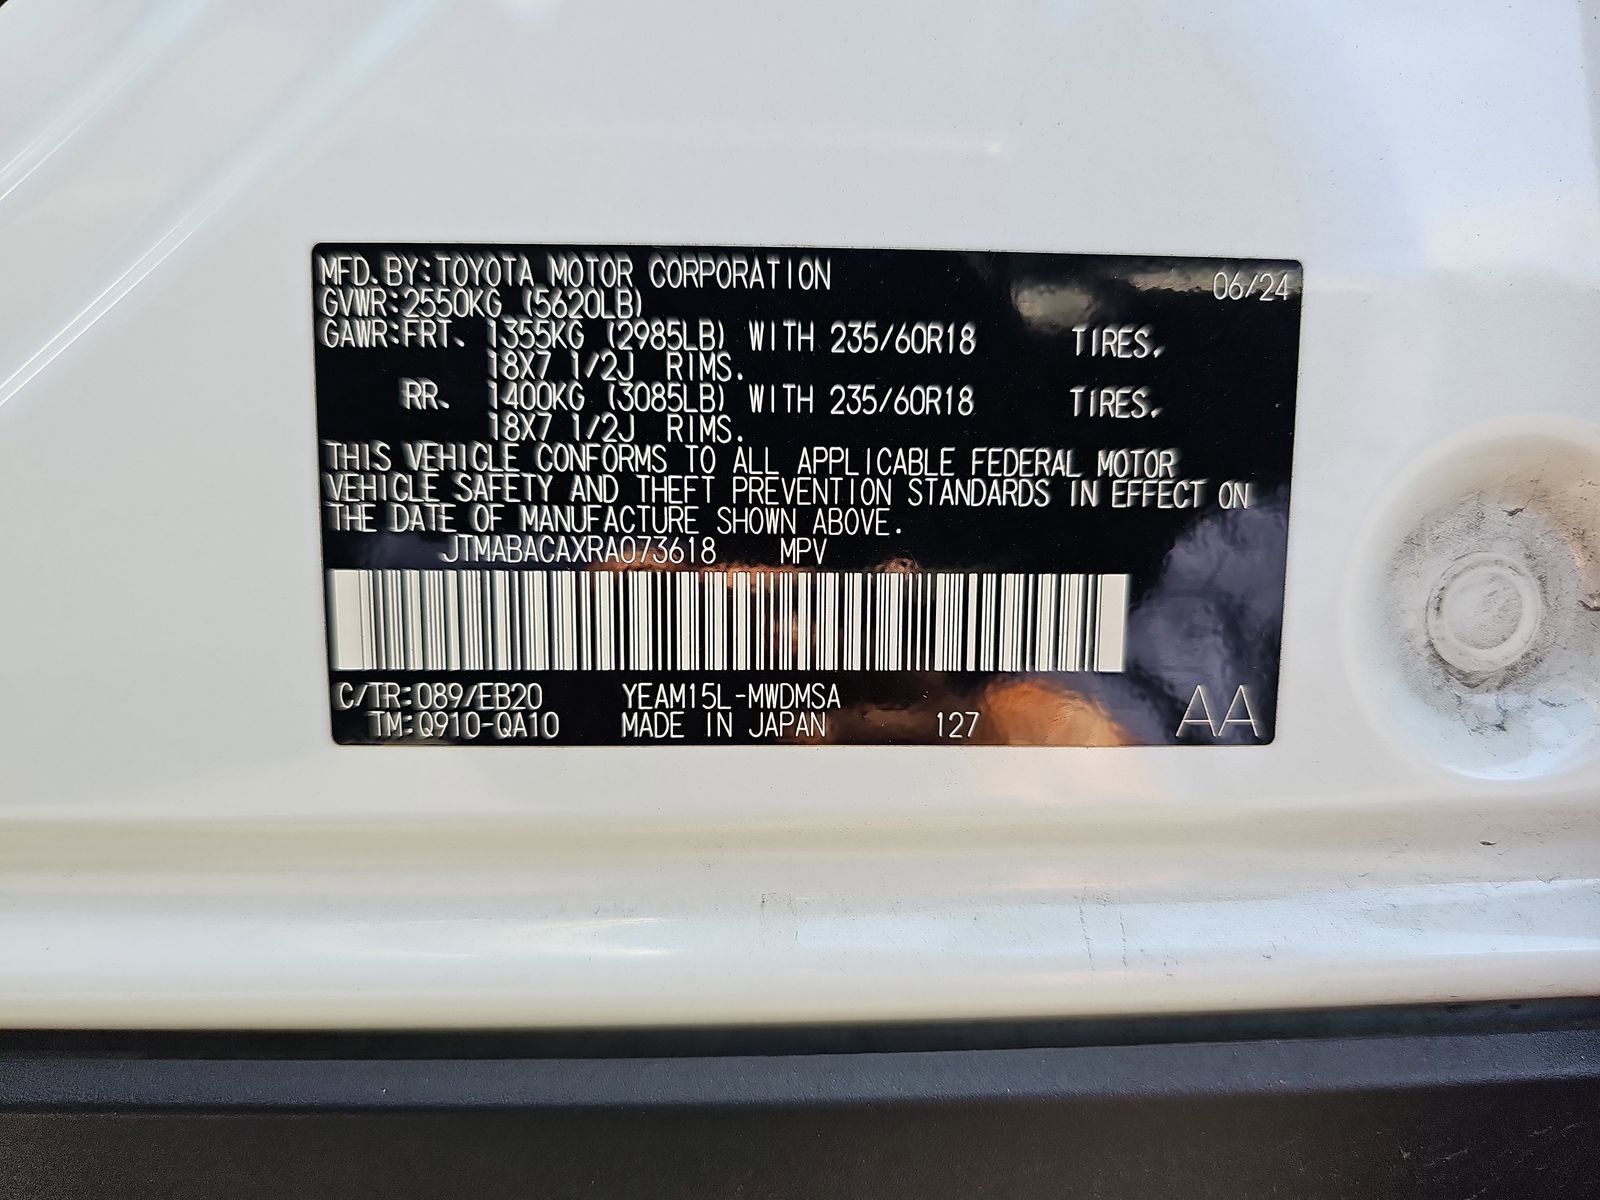 MFD. BY:TOYOTA MOTOR CORPORATION 06/24
GVWR:2550KG (5620LB)
GAWR:FRT. 1355KG (2985LB) WITH 235/60R18 TIRES.
18X7 1/2J RIMS.
RR. 1400KG (3085LB) WITH 235/60R18 TIRES.
18X7 1/2J RIMS.
THIS VEHICLE CONFORMS TO ALL APPLICABLE FEDERAL MOTOR
VEHICLE SAFETY AND THEFT PREVENTION STANDARDS IN EFFECT ON
THE DATE OF MANUFACTURE SHOWN ABOVE.
JTMABACAXRA073618 MPV
C/TR:089/EB20 YEAM15L-MWDMSA
TM:Q910-QA10 MADE IN JAPAN 127 AA